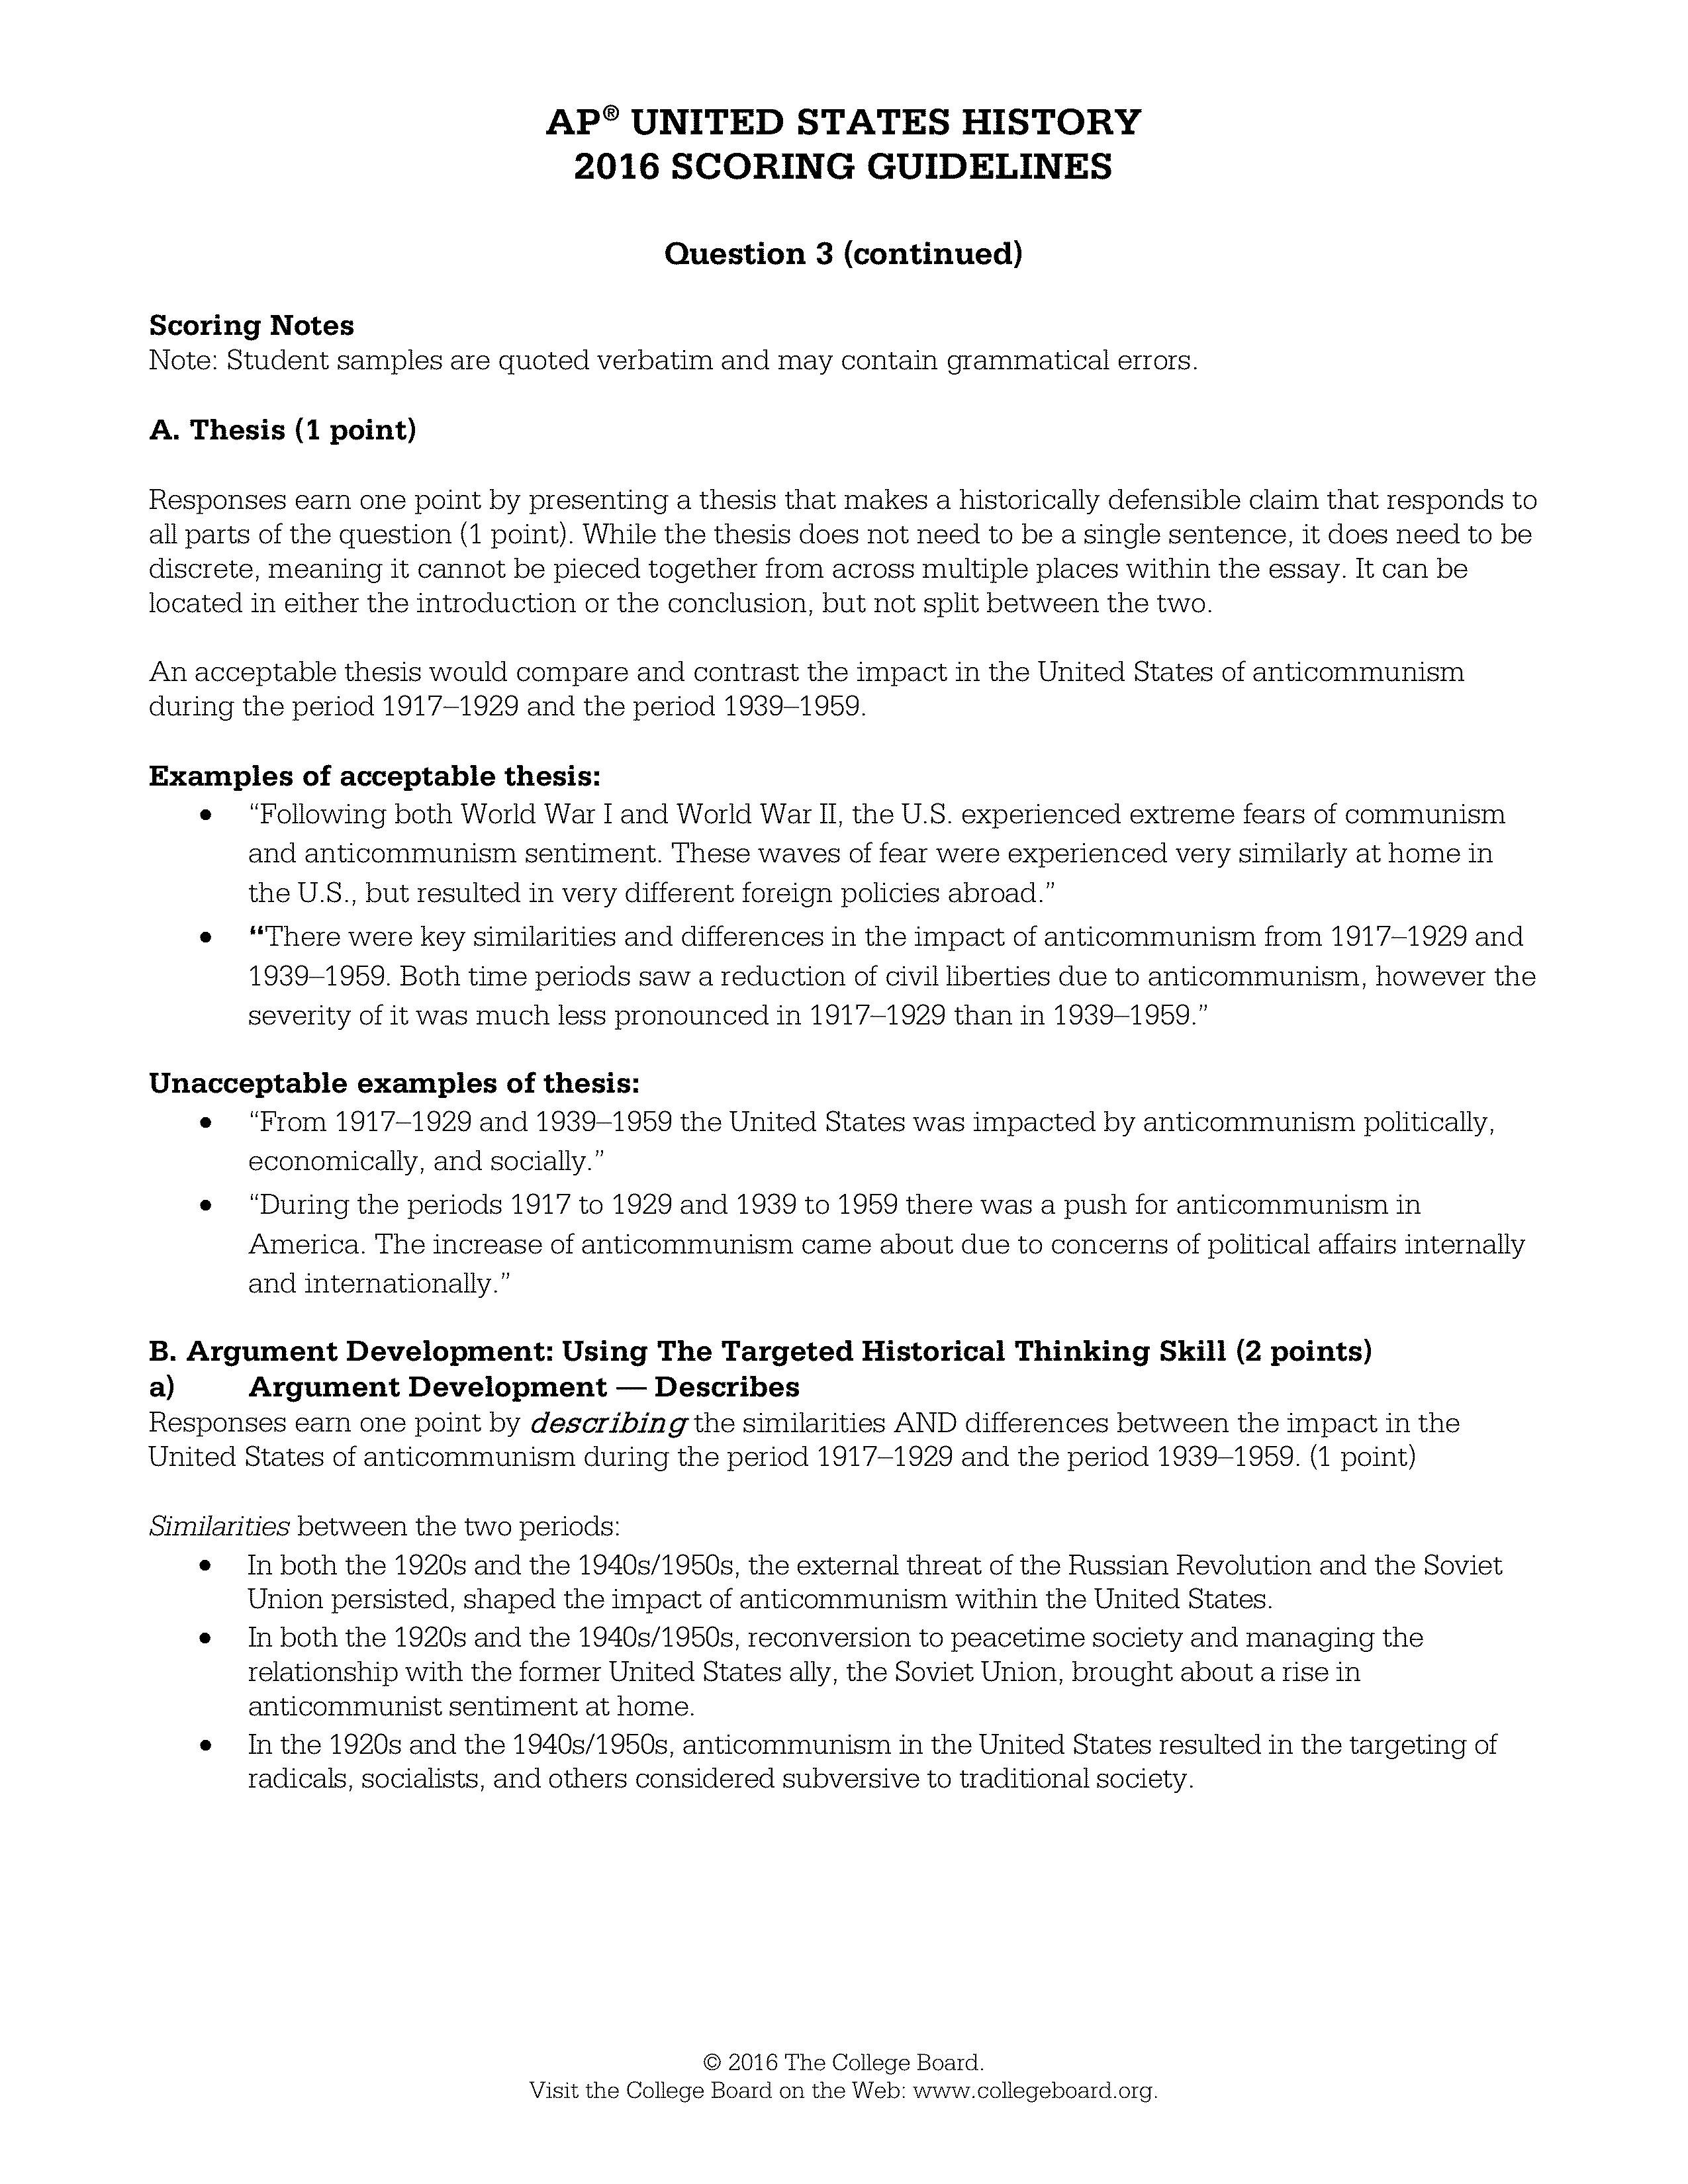 AP® UNITED STATES HISTORY
2016 SCORING GUIDELINES
Question 3 (continued)
Scoring Notes
Note: Student samples are quoted verbatim and may contain grammatical errors.
A. Thesis (1 point)
Responses earn one point by presenting a thesis that makes a historically defensible claim that responds to
all parts of the question (1 point). While the thesis does not need to be a single sentence, it does need to be
discrete, meaning it cannot be pieced together from across multiple places within the essay. It can be
located in either the introduction or the conclusion, but not split between the two.
An acceptable thesis would compare and contrast the impact in the United States of anticommunism
during the period 1917–1929 and the period 1939–1959.
Examples of acceptable thesis:
• “Following both World War I and World War II, the U.S. experienced extreme fears of communism
and anticommunism sentiment. These waves of fear were experienced very similarly at home in
the U.S., but resulted in very different foreign policies abroad.”
• “There were key similarities and differences in the impact of anticommunism from 1917–1929 and
1939–1959. Both time periods saw a reduction of civil liberties due to anticommunism, however the
severity of it was much less pronounced in 1917–1929 than in 1939–1959.”
Unacceptable examples of thesis:
• “From 1917–1929 and 1939–1959 the United States was impacted by anticommunism politically,
economically, and socially.”
• “During the periods 1917 to 1929 and 1939 to 1959 there was a push for anticommunism in
America. The increase of anticommunism came about due to concerns of political affairs internally
and internationally.”
B. Argument Development: Using The Targeted Historical Thinking Skill (2 points)
a) Argument Development — Describes
Responses earn one point by describing the similarities AND differences between the impact in the
United States of anticommunism during the period 1917–1929 and the period 1939–1959. (1 point)
Similarities between the two periods:
• In both the 1920s and the 1940s/1950s, the external threat of the Russian Revolution and the Soviet
Union persisted, shaped the impact of anticommunism within the United States.
• In both the 1920s and the 1940s/1950s, reconversion to peacetime society and managing the
relationship with the former United States ally, the Soviet Union, brought about a rise in
anticommunist sentiment at home.
• In the 1920s and the 1940s/1950s, anticommunism in the United States resulted in the targeting of
radicals, socialists, and others considered subversive to traditional society.
© 2016 The College Board.
Visit the College Board on the Web: www.collegeboard.org.